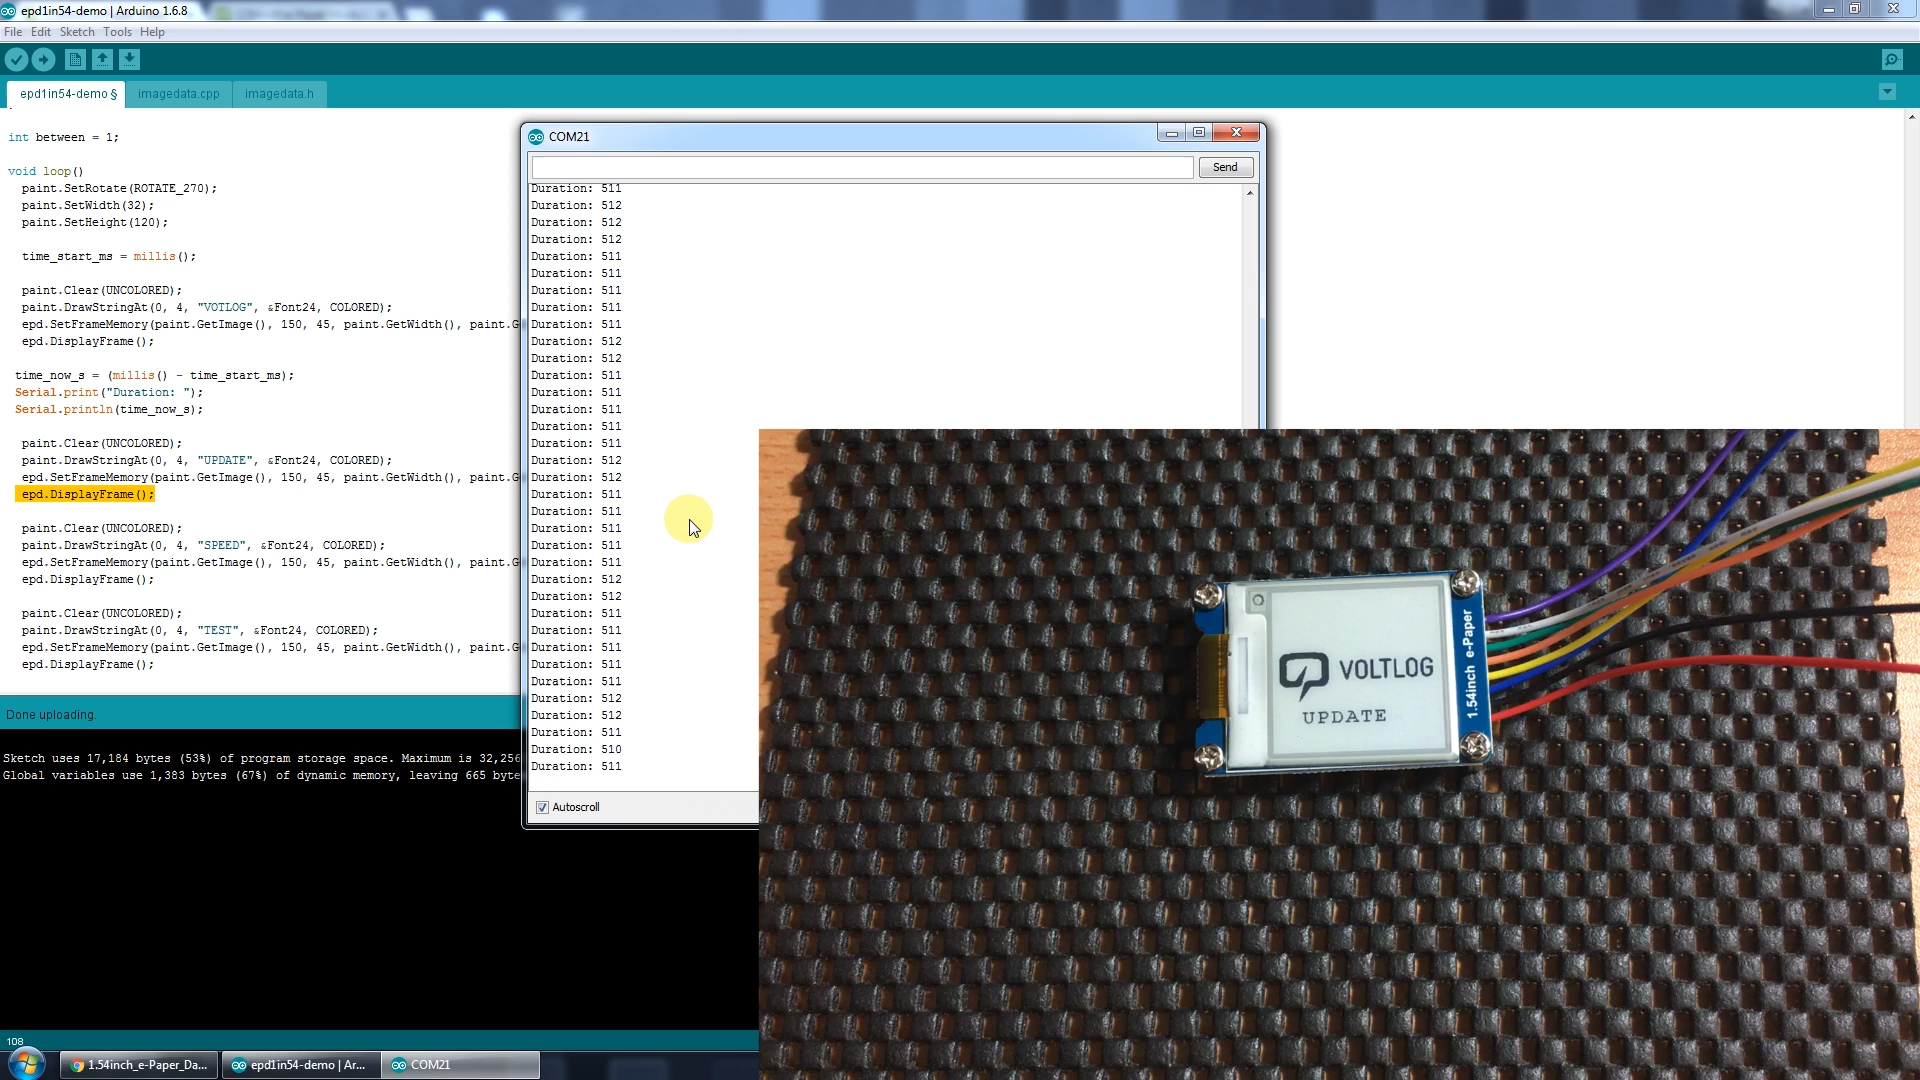 epd1in54-demo | Arduino 1.6.8
File Edit Sketch Tools Help
epd1in54-demo § imagedata.cpp imagedata.h
int between = 1;
void loop()
paint.SetRotate(ROTATE_270);
paint.SetWidth(32);
paint.SetHeight(120);
time_start_ms = millis();
paint.Clear(UNCOLORED);
paint.DrawStringAt(0, 4, "VOTLOG", &Font24, COLORED);
epd.SetFrameMemory(paint.GetImage(), 150, 45, paint.GetWidth(), paint.G
epd.DisplayFrame();
time_now_s = (millis() - time_start_ms);
Serial.print("Duration: ");
Serial.println(time_now_s);
paint.Clear(UNCOLORED);
paint.DrawStringAt(0, 4, "UPDATE", &Font24, COLORED);
epd.SetFrameMemory(paint.GetImage(), 150, 45, paint.GetWidth(), paint.G
epd.DisplayFrame();
paint.Clear(UNCOLORED);
paint.DrawStringAt(0, 4, "SPEED", &Font24, COLORED);
epd.SetFrameMemory(paint.GetImage(), 150, 45, paint.GetWidth(), paint.G
epd.DisplayFrame();
paint.Clear(UNCOLORED);
paint.DrawStringAt(0, 4, "TEST", &Font24, COLORED);
epd.SetFrameMemory(paint.GetImage(), 150, 45, paint.GetWidth(), paint.G
epd.DisplayFrame();
Done uploading.
Sketch uses 17,184 bytes (53%) of program storage space. Maximum is 32,256
Global variables use 1,383 bytes (67%) of dynamic memory, leaving 665 byte
108
COM21
Send
Duration: 511
Duration: 512
Duration: 512
Duration: 512
Duration: 511
Duration: 511
Duration: 511
Duration: 511
Duration: 511
Duration: 512
Duration: 512
Duration: 511
Duration: 511
Duration: 511
Duration: 511
Duration: 511
Duration: 512
Duration: 512
Duration: 511
Duration: 511
Duration: 511
Duration: 511
Duration: 511
Duration: 512
Duration: 512
Duration: 511
Duration: 511
Duration: 511
Duration: 511
Duration: 511
Duration: 512
Duration: 512
Duration: 511
Duration: 510
Duration: 511
Autoscroll
VOLTLOG
UPDATE
1.54inch e-Paper
1.54inch_e-Paper_Da... epd1in54-demo | Ar... COM21